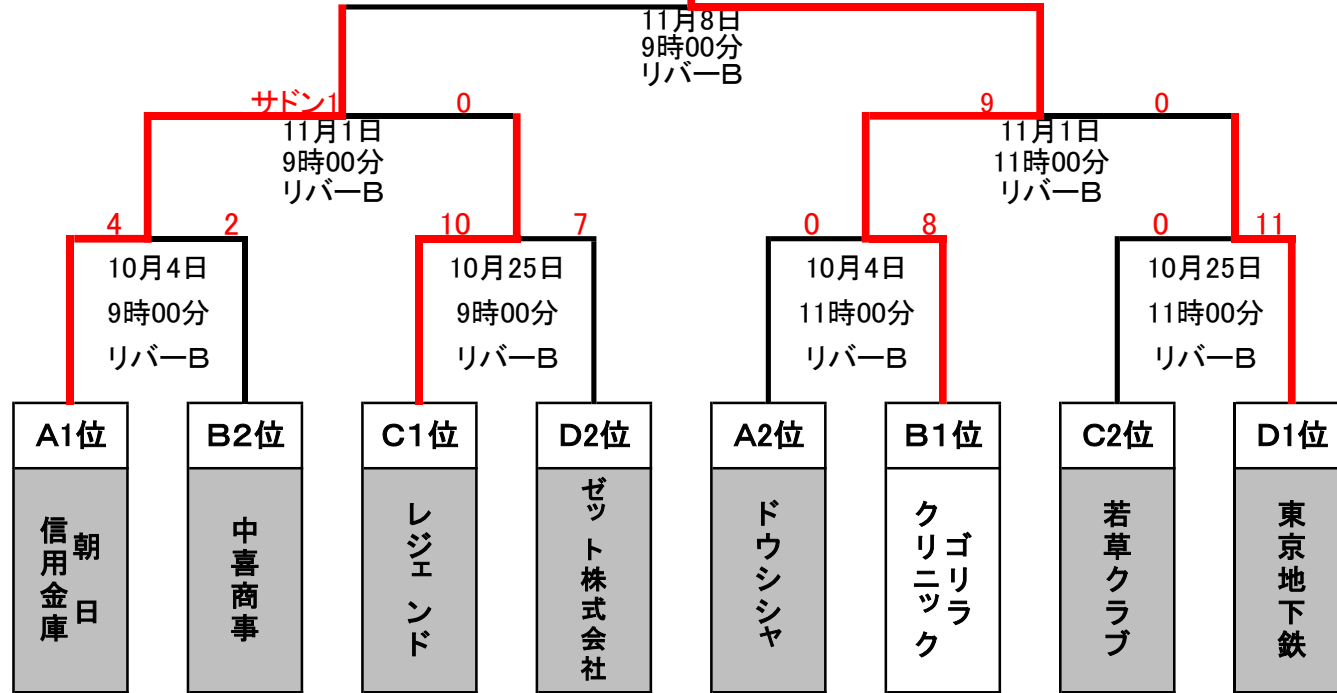 11月8日
9時00分
リバーB
サドン1
0
9
0
11月1日
9時00分
リバーB
11月1日
11時00分
リバーB
4
2
10
7
0
8
0
11
10月4日
9時00分
リバーB
10月25日
9時00分
リバーB
10月4日
11時00分
リバーB
10月25日
11時00分
リバーB
A1位
B2位
C1位
D2位
A2位
B1位
C2位
D1位
朝日
信用金庫
中喜商事
レジェンド
ゼット株式会社
ドウシシャ
ゴリラ
クリニック
若草クラブ
東京地下鉄